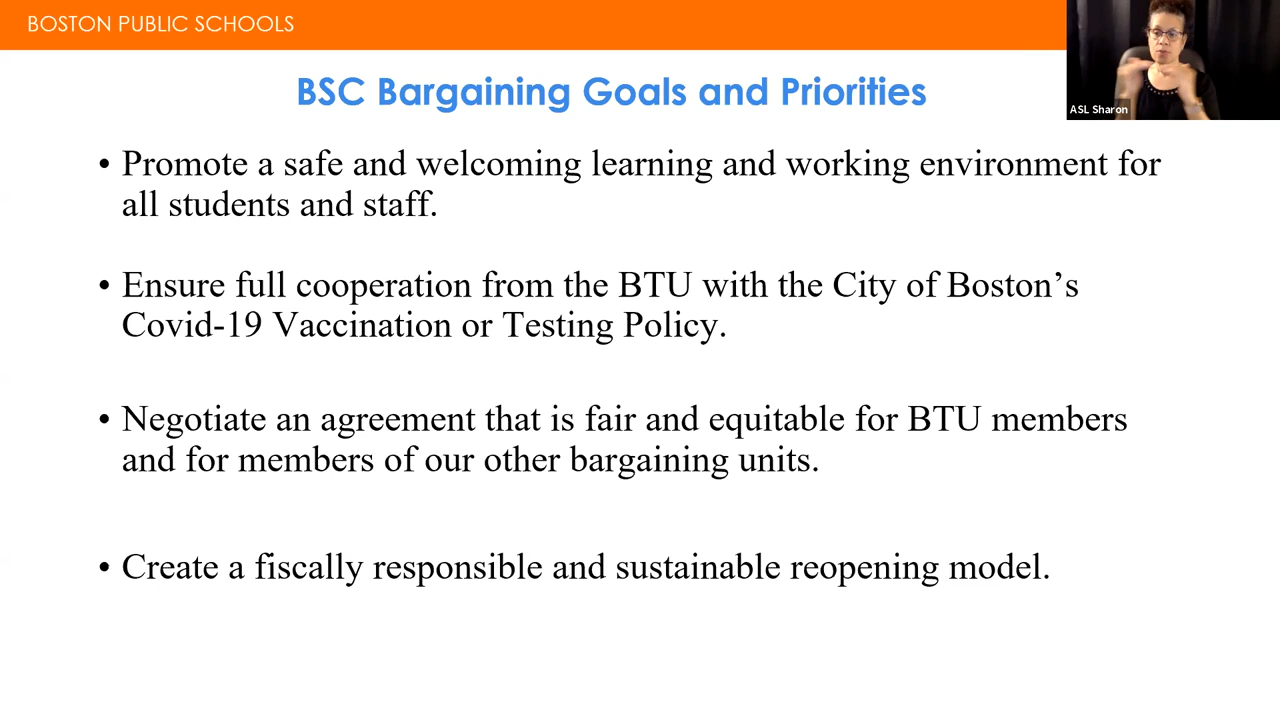 BOSTON PUBLIC SCHOOLS
BSC Bargaining Goals and Priorities
ASL Sharon
• Promote a safe and welcoming learning and working environment for
all students and staff.
• Ensure full cooperation from the BTU with the City of Boston’s
Covid-19 Vaccination or Testing Policy.
• Negotiate an agreement that is fair and equitable for BTU members
and for members of our other bargaining units.
• Create a fiscally responsible and sustainable reopening model.